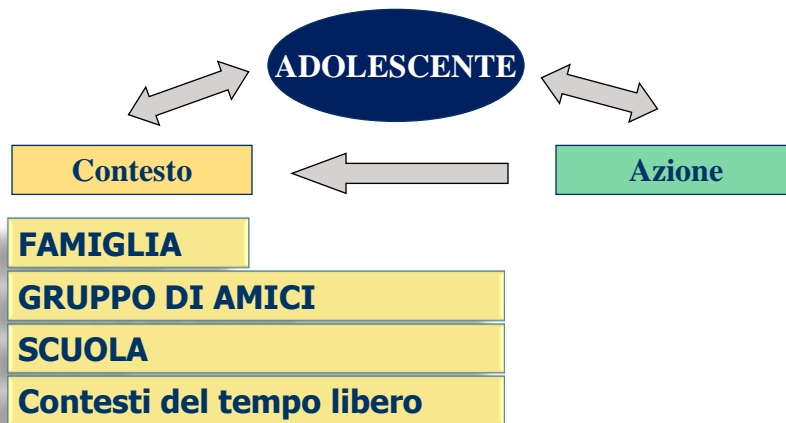 ADOLESCENTE
Contesto
Azione
FAMIGLIA
GRUPPO DI AMICI
SCUOLA
Contesti del tempo libero